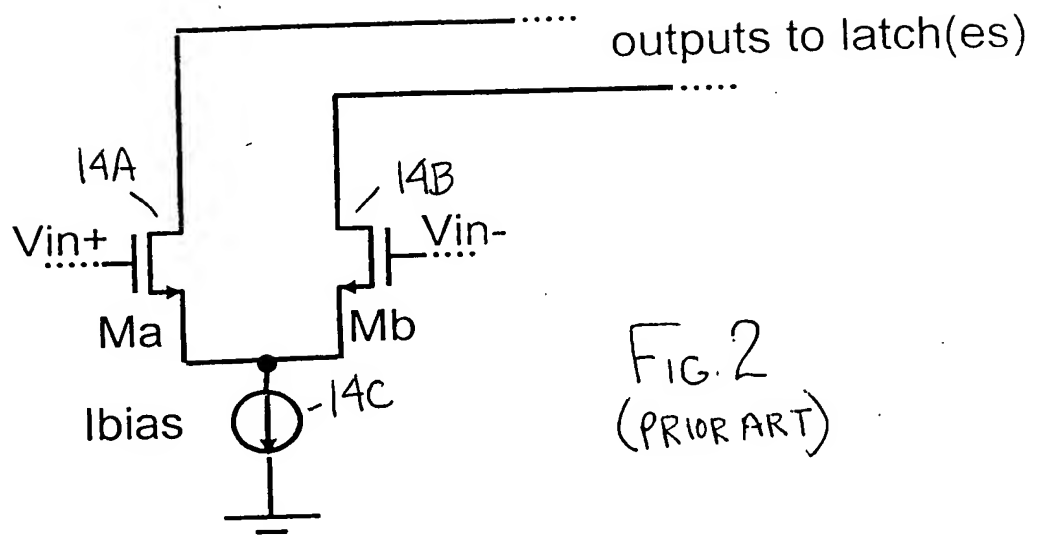 outputs to latch(es)
14A
14B
Vin+
Vin-
Ma
Mb
Ibias
14C
FIG. 2
(PRIOR ART)